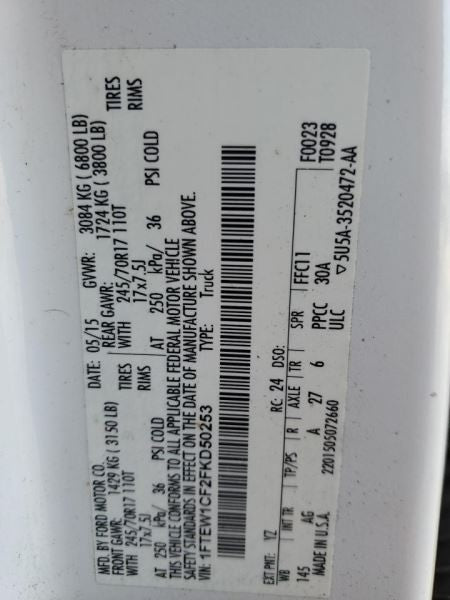 MFD. BY FORD MOTOR CO.
DATE: 05/15 GVWR: 3084 KG ( 6800 LB)
FRONT GAWR: 1429 KG ( 3150 LB) REAR GAWR: 1724 KG ( 3800 LB)
WITH 245/70R17 110T TIRES WITH 245/70R17 110T TIRES
17x7.5J RIMS 17x7.5J RIMS
AT 250 kPa/ 36 PSI COLD AT 250 kPa/ 36 PSI COLD
THIS VEHICLE CONFORMS TO ALL APPLICABLE FEDERAL MOTOR VEHICLE
SAFETY STANDARDS IN EFFECT ON THE DATE OF MANUFACTURE SHOWN ABOVE.
VIN: 1FTEW1CF2FKD50253 TYPE: Truck
F0023
T0928
EXT PNT: YZ RC: 24 DSO: FFC11
WB INT TR TP/PS R AXLE TR SPR
145 AG A 27 6 PPCC 30A
MADE IN U.S.A. 2201505072660 ULC ▽5U5A-3520472-AA